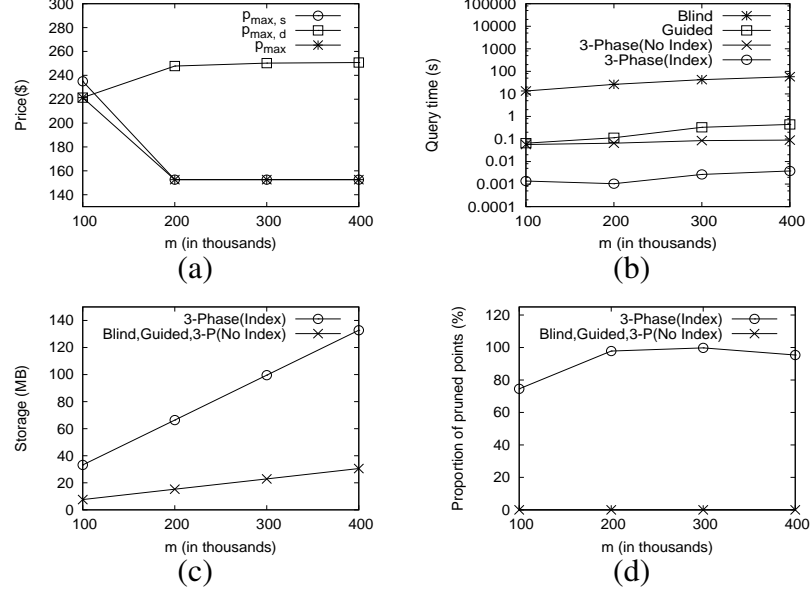 300
280
260
240
220
200
180
160
140
100
200
300
400
Price($)
m (in thousands)
p_max, s
p_max, d
p_max
(a)
100000
10000
1000
100
10
1
0.1
0.01
0.001
0.0001
100
200
300
400
Query time (s)
m (in thousands)
Blind
Guided
3-Phase(No Index)
3-Phase(Index)
(b)
140
120
100
80
60
40
20
0
100
200
300
400
Storage (MB)
m (in thousands)
3-Phase(Index)
Blind,Guided,3-P(No Index)
(c)
120
100
80
60
40
20
0
100
200
300
400
Proportion of pruned points (%)
m (in thousands)
3-Phase(Index)
Blind,Guided,3-P(No Index)
(d)